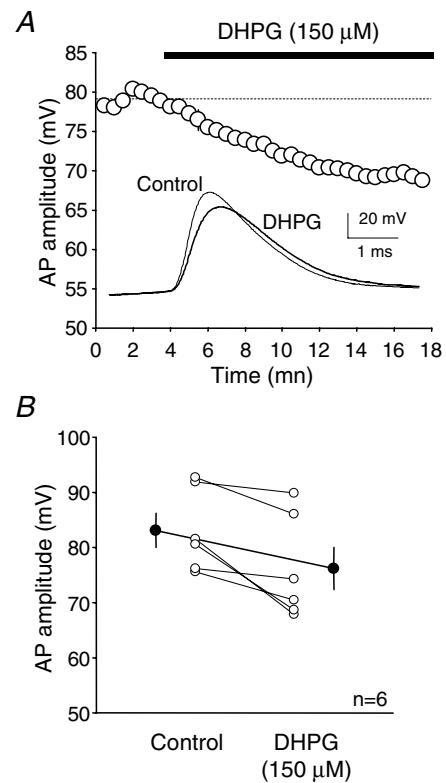 A
DHPG (150 µM)
85
80
75
70
65
60
55
50
AP amplitude (mV)
Control
DHPG
20 mV
1 ms
0 2 4 6 8 10 12 14 16 18
Time (mn)
B
100
90
80
70
60
50
AP amplitude (mV)
n=6
Control
DHPG
(150 µM)